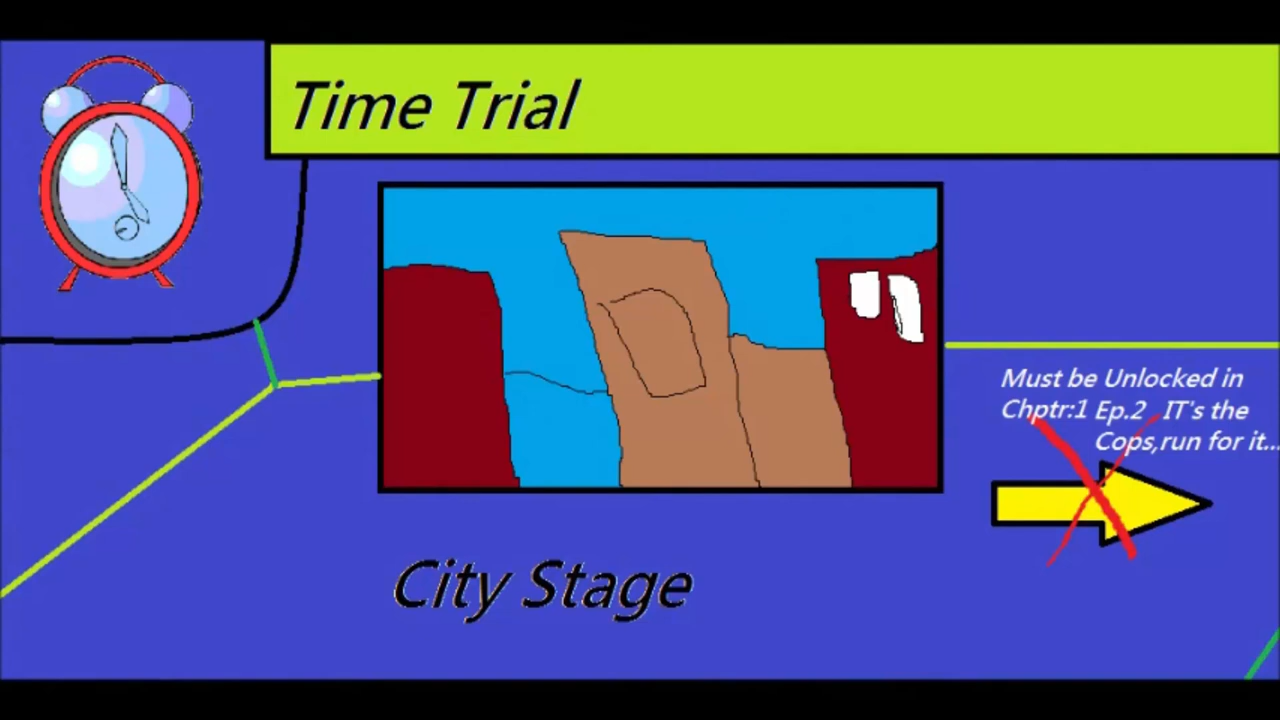 Time Trial
Must be Unlocked in
Chptr:1 Ep.2 IT's the
Cops,run for it...
City Stage